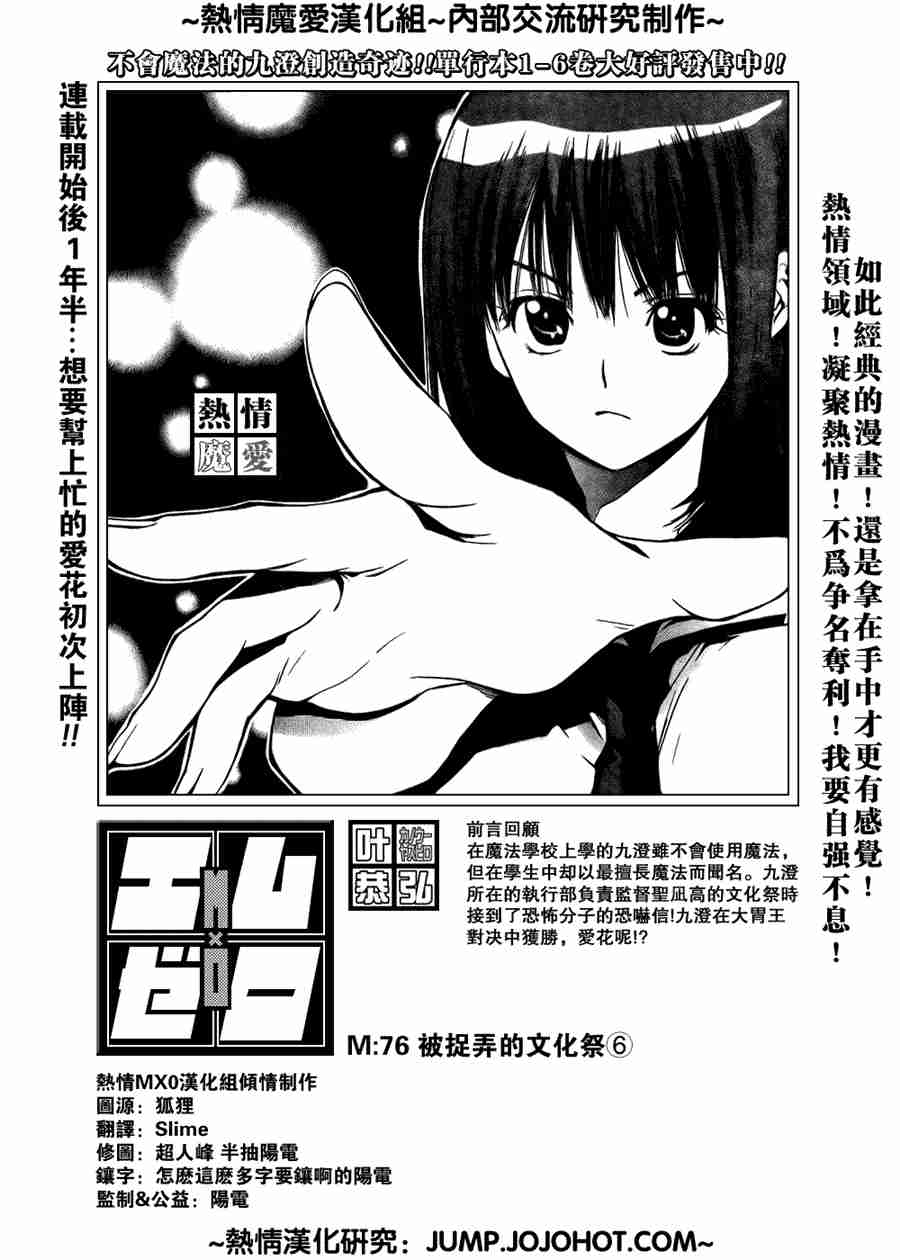 ~熱情魔愛漢化組~內部交流研究制作~
不會魔法的九澄創造奇迹!!單行本1-6卷大好評發售中!!
如此經典的漫畫！還是拿在手中才更有感覺！
熱情領域！凝聚熱情！不爲争名奪利！我要自强不息！
連載開始後1年半…想要幫上忙的愛花初次上陣!!
熱情
魔愛
エム
M×0
ゼロ
叶 カノウ
恭弘 ヤスヒロ
前言回顧
在魔法學校上學的九澄雖不會使用魔法，
但在學生中却以最擅長魔法而聞名。九澄
所在的執行部負責監督聖凪高的文化祭時
接到了恐怖分子的恐嚇信!九澄在大胃王
對决中獲勝，愛花呢!?
M:76 被捉弄的文化祭⑥
熱情MX0漢化組傾情制作
圖源：狐狸
翻譯：Slime
修圖：超人峰 半抽陽電
鑲字：怎麽這麽多字要鑲啊的陽電
監制&公益：陽電
~熱情漢化研究：JUMP.JOJOHOT.COM~